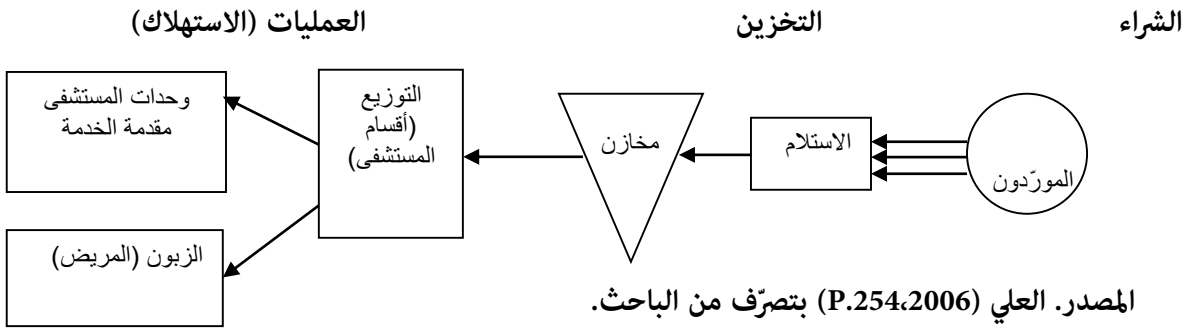 الشراء
التخزين
العمليات (الاستهلاك)
المورّدون
الاستلام
مخازن
التوزيع
(أقسام
المستشفى)
وحدات المستشفى
مقدمة الخدمة
الزبون (المريض)
المصدر. العلي (P.254،2006) بتصرّف من الباحث.